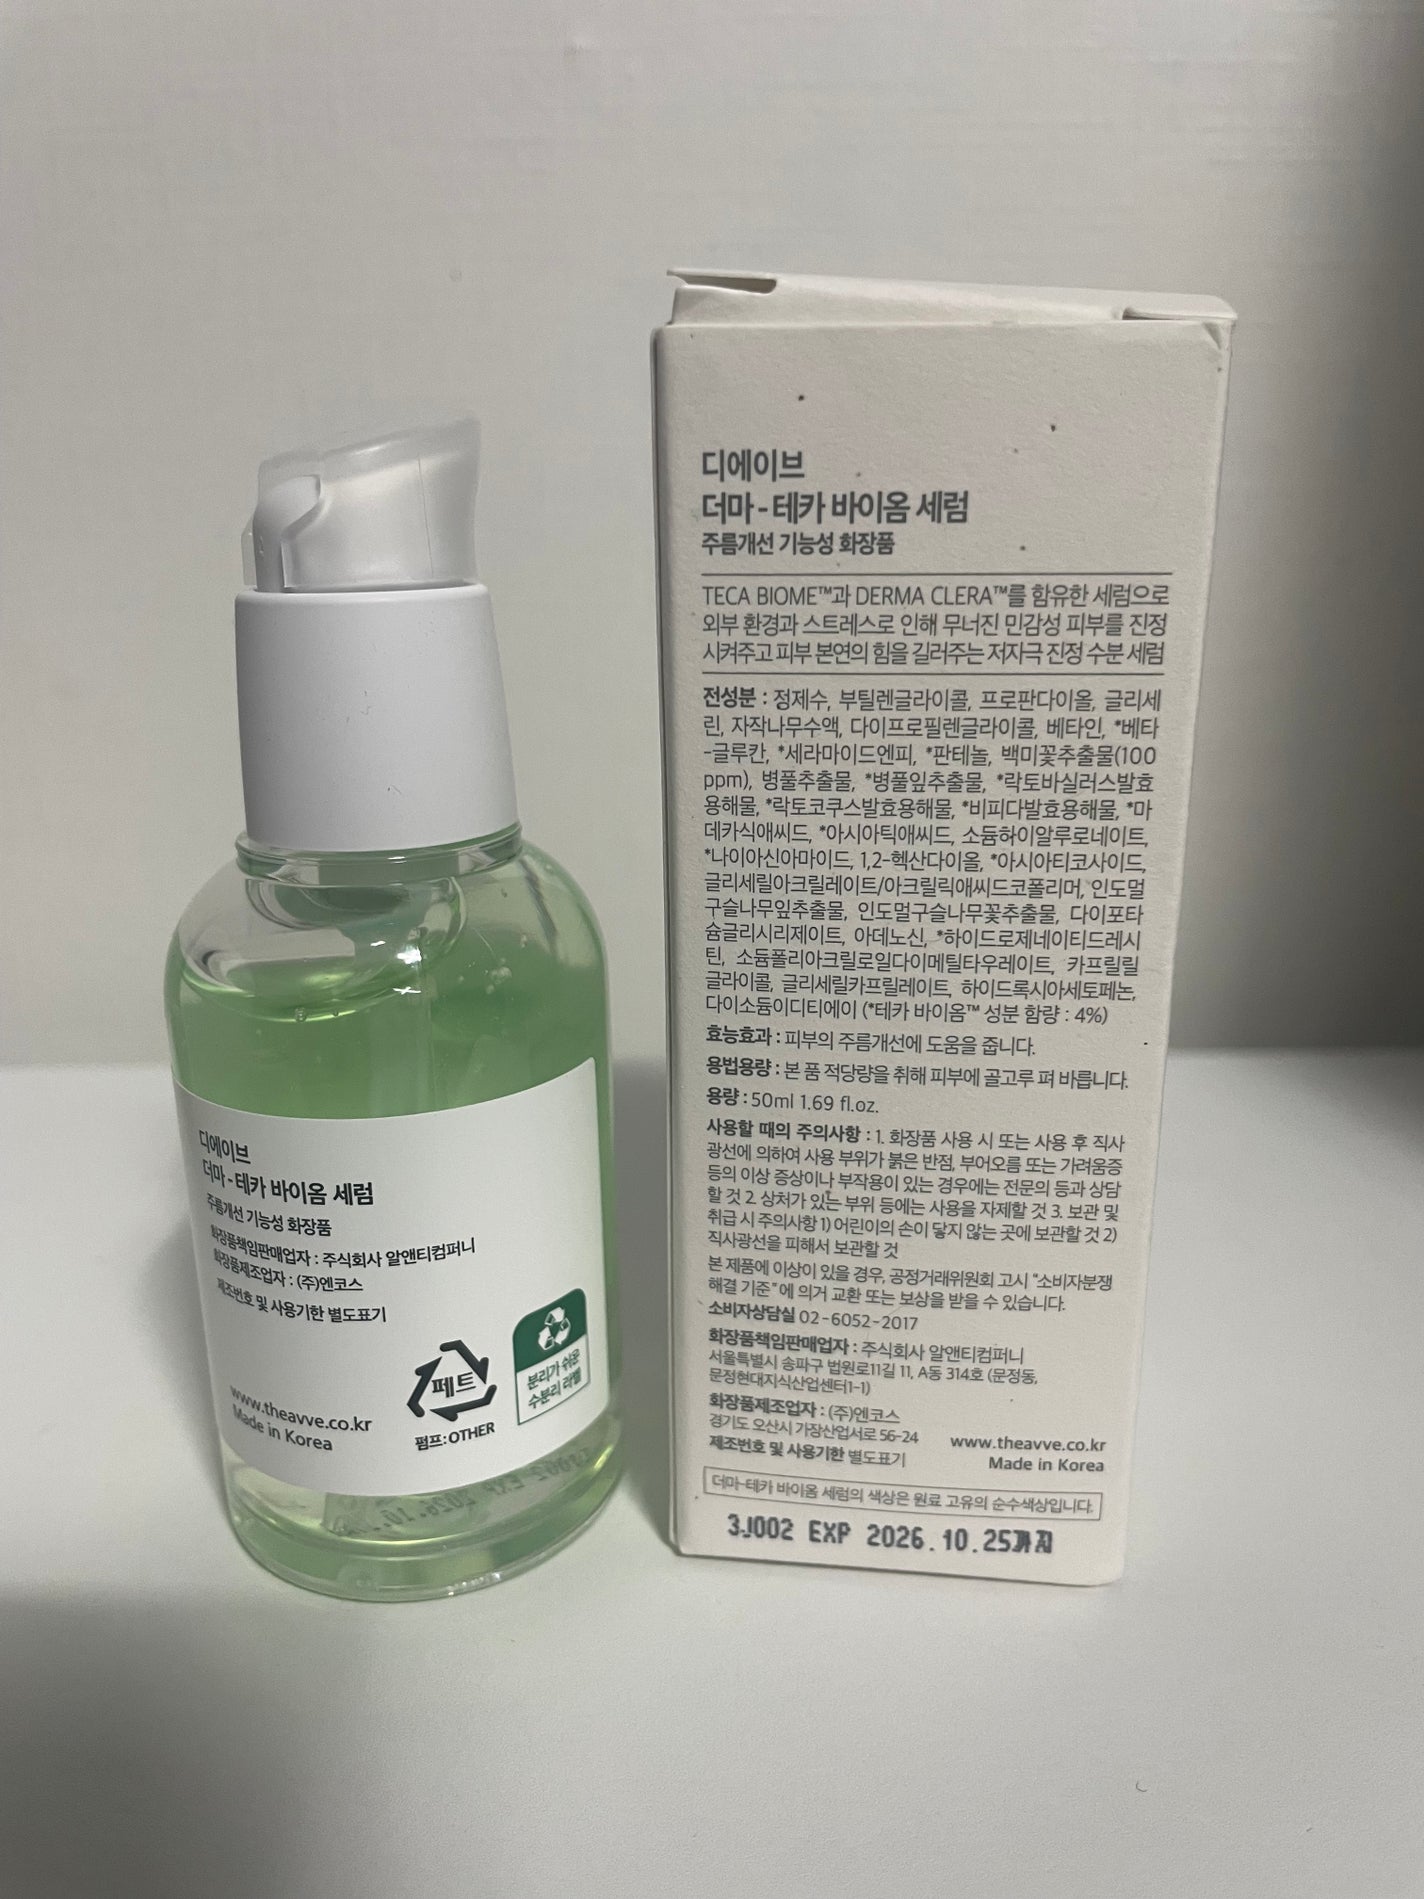 디에이브
더마-테카 바이옴 세럼
주름개선 기능성 화장품
화장품책임판매업자 : 주식회사 알앤티컴퍼니
화장품제조업자 : (주)엔코스
제조번호 및 사용기한 별도표기
www.theavve.co.kr
Made in Korea
페트
펌프:OTHER
분리가 쉬운
수분리 라벨
디에이브
더마-테카 바이옴 세럼
주름개선 기능성 화장품
TECA BIOME™과 DERMA CLERA™를 함유한 세럼으로
외부 환경과 스트레스로 인해 무너진 민감성 피부를 진정
시켜주고 피부 본연의 힘을 길러주는 저자극 진정 수분 세럼
전성분 : 정제수, 부틸렌글라이콜, 프로판다이올, 글리세
린, 자작나무수액, 다이프로필렌글라이콜, 베타인, *베타
-글루칸, *세라마이드엔피, *판테놀, 백미꽃추출물(100
ppm), 병풀추출물, *병풀잎추출물, *락토바실러스발효
용해물, *락토코쿠스발효용해물, *비피다발효용해물, *마
데카식애씨드, *아시아틱애씨드, 소듐하이알루로네이트,
*나이아신아마이드, 1,2-헥산다이올, *아시아티코사이드,
글리세릴아크릴레이트/아크릴릭애씨드코폴리머, 인도멀
구슬나무잎추출물, 인도멀구슬나무꽃추출물, 다이포타
슘글리시리제이트, 아데노신, *하이드로제네이티드레시
틴, 소듐폴리아크릴로일다이메틸타우레이트, 카프릴릴
글라이콜, 글리세릴카프릴레이트, 하이드록시아세토페논,
다이소듐이디티에이 (*테카 바이옴™ 성분 함량 : 4%)
효능효과 : 피부의 주름개선에 도움을 줍니다.
용법용량 : 본 품 적당량을 취해 피부에 골고루 펴 바릅니다.
용량 : 50ml 1.69 fl.oz.
사용할 때의 주의사항 : 1. 화장품 사용 시 또는 사용 후 직사
광선에 의하여 사용 부위가 붉은 반점, 부어오름 또는 가려움증
등의 이상 증상이나 부작용이 있는 경우에는 전문의 등과 상담
할 것 2. 상처가 있는 부위 등에는 사용을 자제할 것 3. 보관 및
취급 시 주의사항 1) 어린이의 손이 닿지 않는 곳에 보관할 것 2)
직사광선을 피해서 보관할 것
본 제품에 이상이 있을 경우, 공정거래위원회 고시 "소비자분쟁
해결 기준"에 의거 교환 또는 보상을 받을 수 있습니다.
소비자상담실 02-6052-2017
화장품책임판매업자 : 주식회사 알앤티컴퍼니
서울특별시 송파구 법원로11길 11, A동 314호 (문정동,
문정현대지식산업센터1-1)
화장품제조업자 : (주)엔코스
경기도 오산시 가장산업서로 56-24
제조번호 및 사용기한 별도표기
www.theavve.co.kr
Made in Korea
더마-테카 바이옴 세럼의 색상은 원료 고유의 순수색상입니다.
3J002 EXP 2026.10.25까지